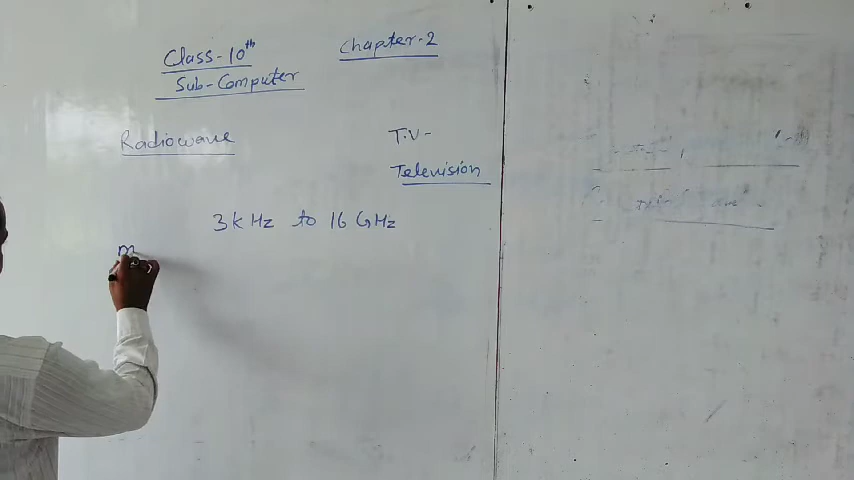 Class-10th
Chapter-2
Sub-Computer
Radiowave
T.V-
Television
3kHz to 16 GHz
m